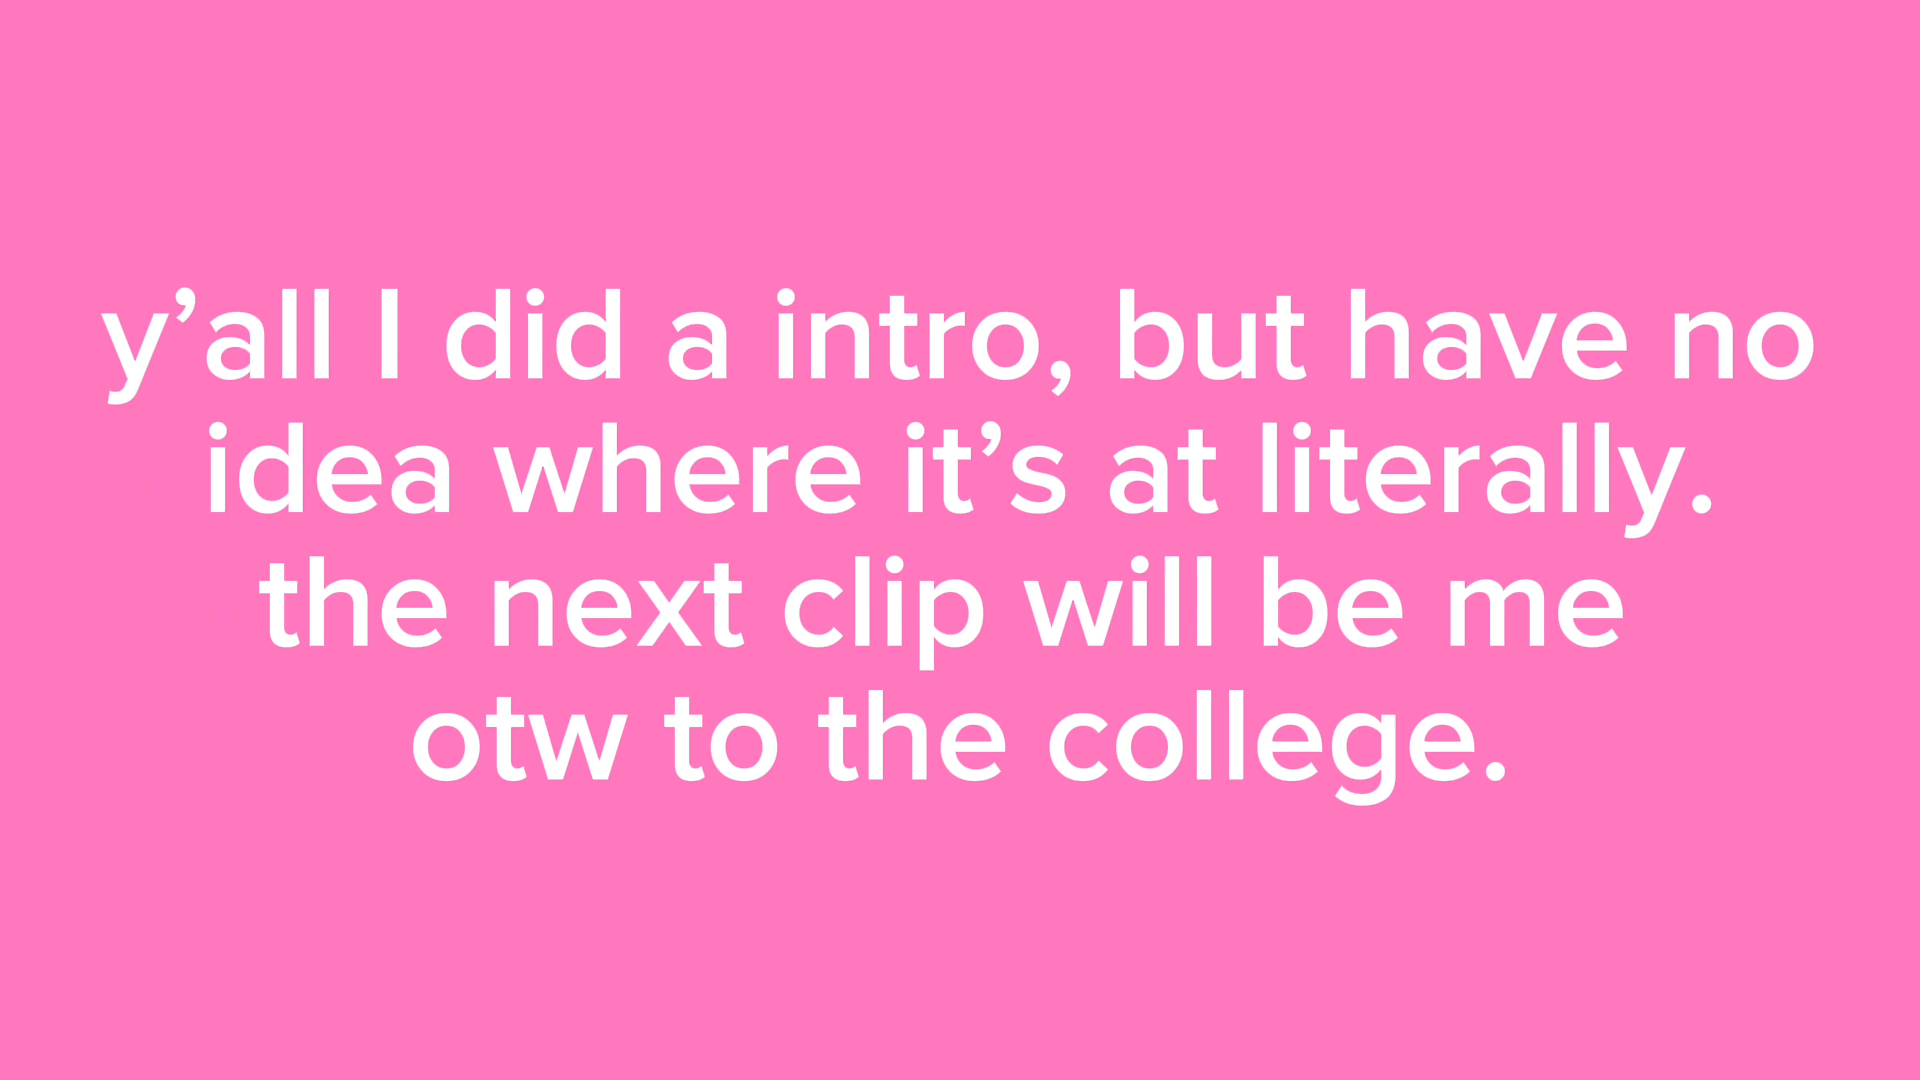 y’all I did a intro, but have no
idea where it’s at literally.
the next clip will be me
otw to the college.